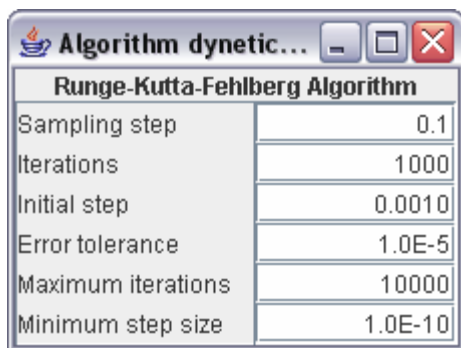 Algorithm dynetic...
Runge-Kutta-Fehlberg Algorithm
Sampling step 0.1
Iterations 1000
Initial step 0.0010
Error tolerance 1.0E-5
Maximum iterations 10000
Minimum step size 1.0E-10